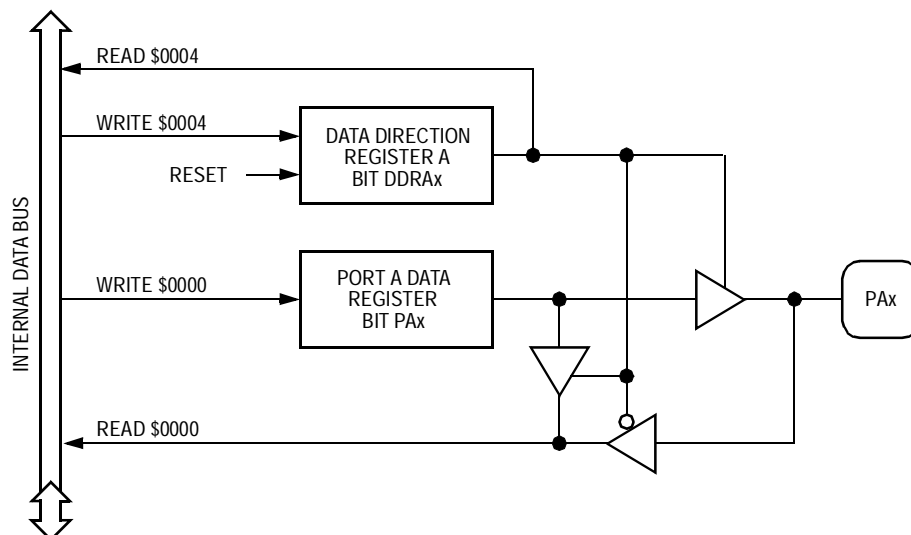 READ $0004
WRITE $0004
DATA DIRECTION
REGISTER A
BIT DDRAx
RESET
INTERNAL DATA BUS
WRITE $0000
PORT A DATA
REGISTER
BIT PAx
PAx
READ $0000